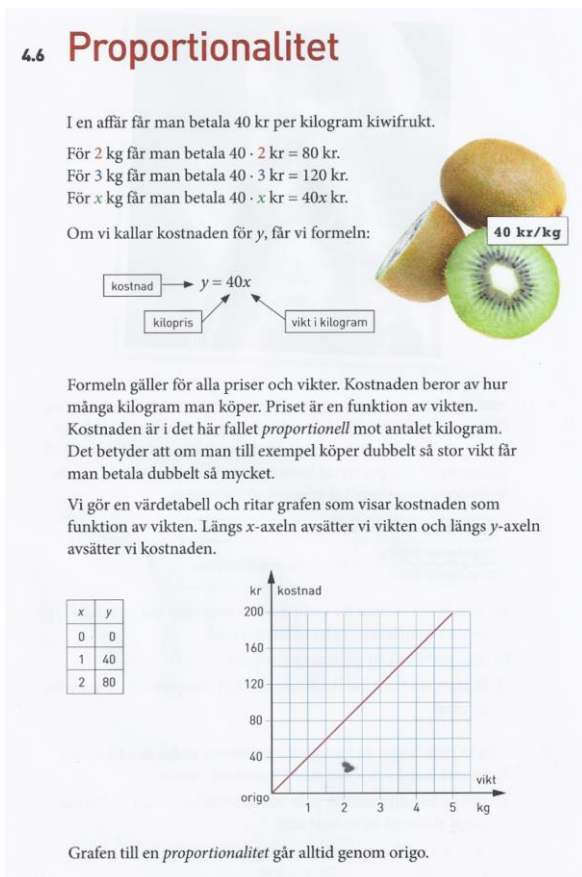 4.6 Proportionalitet
I en affär får man betala 40 kr per kilogram kiwifrukt.
För 2 kg får man betala 40 · 2 kr = 80 kr.
För 3 kg får man betala 40 · 3 kr = 120 kr.
För x kg får man betala 40 · x kr = 40x kr.
Om vi kallar kostnaden för y, får vi formeln:
40 kr/kg
kostnad y = 40x
kilopris vikt i kilogram
Formeln gäller för alla priser och vikter. Kostnaden beror av hur
många kilogram man köper. Priset är en funktion av vikten.
Kostnaden är i det här fallet proportionell mot antalet kilogram.
Det betyder att om man till exempel köper dubbelt så stor vikt får
man betala dubbelt så mycket.
Vi gör en värdetabell och ritar grafen som visar kostnaden som
funktion av vikten. Längs x-axeln avsätter vi vikten och längs y-axeln
avsätter vi kostnaden.
x y
0 0
1 40
2 80
kr kostnad
200
160
120
80
40
vikt
origo
1 2 3 4 5 kg
Grafen till en proportionalitet går alltid genom origo.